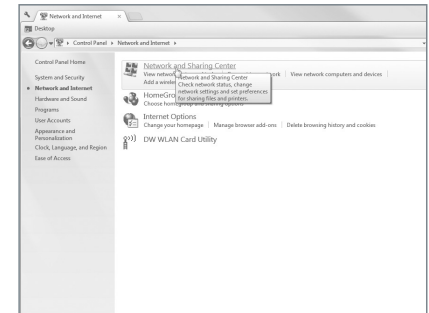 Network and Internet
Desktop
Control Panel Network and Internet
Control Panel Home
System and Security
Network and Internet
Hardware and Sound
Programs
User Accounts
Appearance and
Personalization
Clock, Language, and Region
Ease of Access
Network and Sharing Center
View network View network computers and devices
Add a wireless
Network and Sharing Center
Check network status, change
network settings and set preferences
for sharing files and printers.
HomeGro
Choose homegroup and sharing options
Internet Options
Change your homepage Manage browser add-ons Delete browsing history and cookies
DW WLAN Card Utility